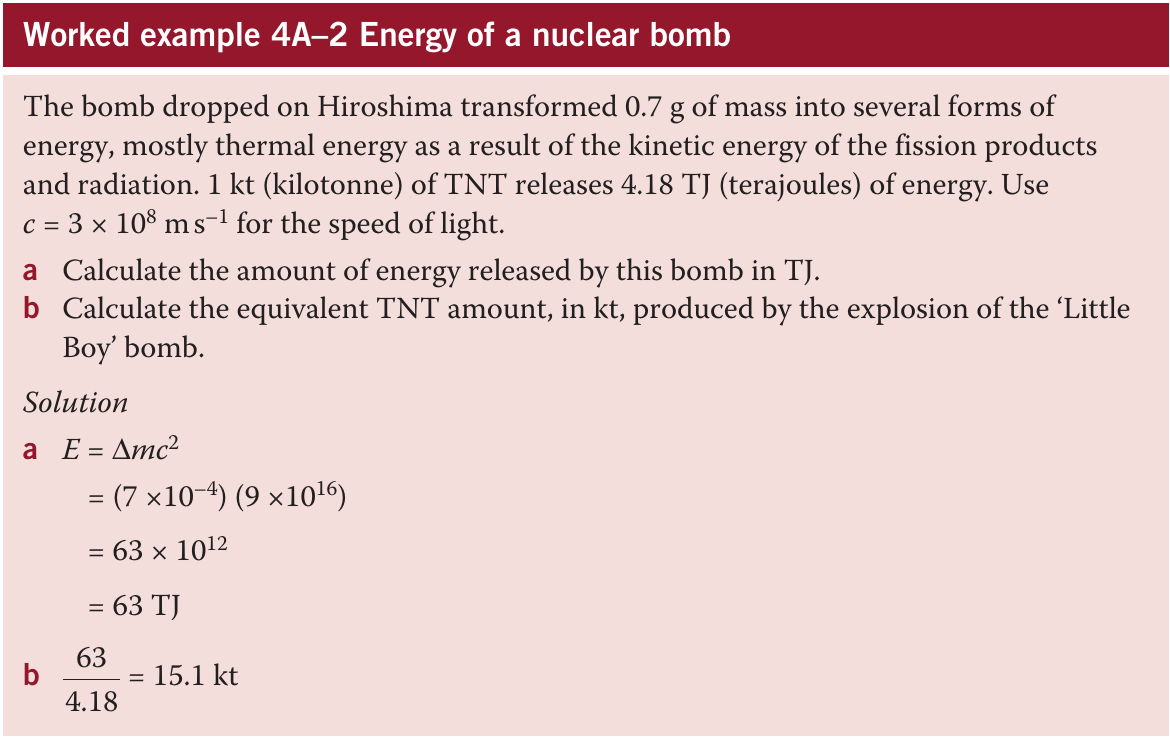 Worked example 4A–2 Energy of a nuclear bomb
The bomb dropped on Hiroshima transformed 0.7 g of mass into several forms of
energy, mostly thermal energy as a result of the kinetic energy of the fission products
and radiation. 1 kt (kilotonne) of TNT releases 4.18 TJ (terajoules) of energy. Use
c = 3 × 10⁸ m s⁻¹ for the speed of light.
a Calculate the amount of energy released by this bomb in TJ.
b Calculate the equivalent TNT amount, in kt, produced by the explosion of the ‘Little
Boy’ bomb.
Solution
a E = Δmc²
= (7 ×10⁻⁴) (9 ×10¹⁶)
= 63 × 10¹²
= 63 TJ
b 63/4.18 = 15.1 kt